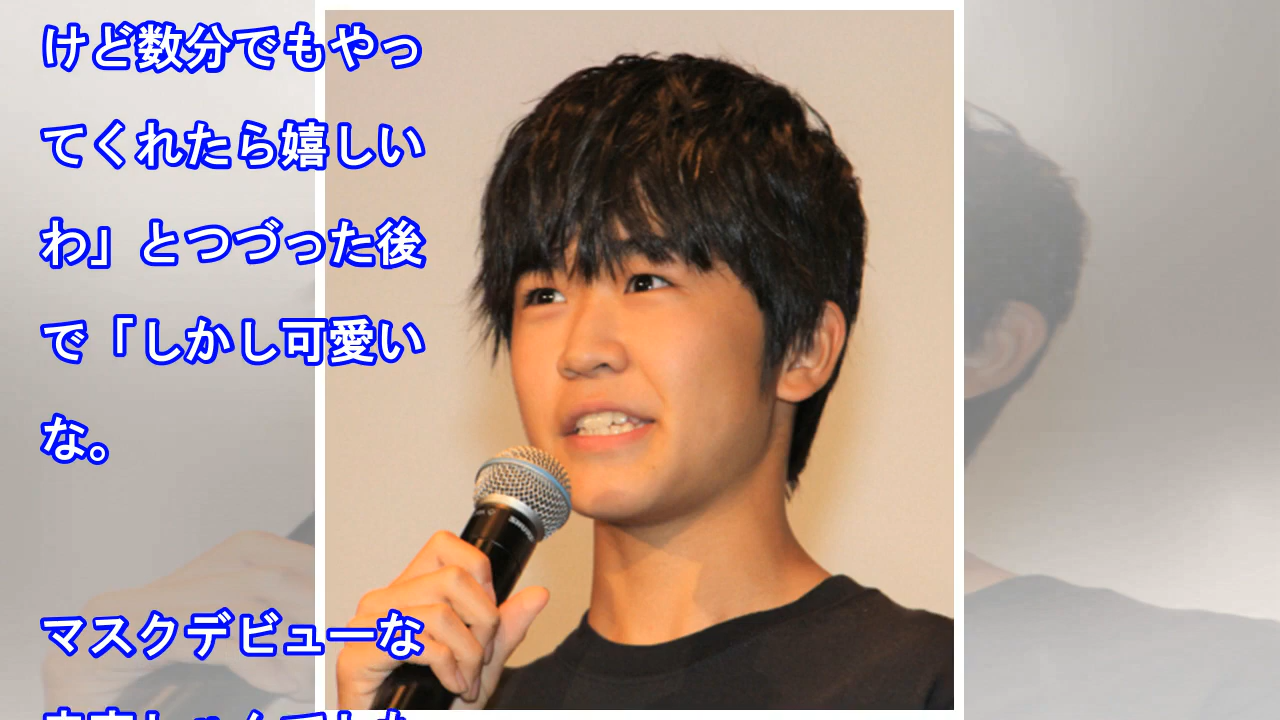 けど数分でもやっ
てくれたら嬉しい
わ」とつづった後
で「しかし可愛い
な。
マスクデビューな